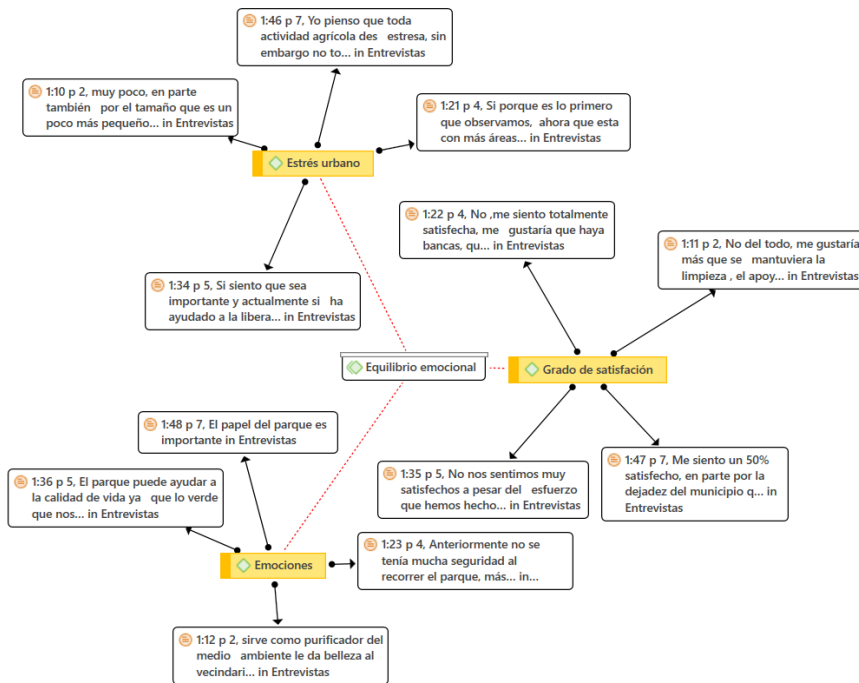 1:46 p 7, Yo pienso que toda
actividad agrícola des estresa, sin
embargo no to... in Entrevistas
1:10 p 2, muy poco, en parte
también por el tamaño que es un
poco más pequeño... in Entrevistas
1:21 p 4, Si porque es lo primero
que observamos, ahora que esta
con más áreas... in Entrevistas
Estrés urbano
1:22 p 4, No ,me siento totalmente
satisfecha, me gustaría que haya
bancas, qu... in Entrevistas
1:11 p 2, No del todo, me gustaría
más que se mantuviera la
limpieza , el apoy... in Entrevistas
1:34 p 5, Si siento que sea
importante y actualmente si ha
ayudado a la libera... in Entrevistas
Equilibrio emocional
Grado de satisfación
1:48 p 7, El papel del parque es
importante in Entrevistas
1:36 p 5, El parque puede ayudar a
la calidad de vida ya que lo verde
que nos... in Entrevistas
1:35 p 5, No nos sentimos muy
satisfechos a pesar del esfuerzo
que hemos hecho... in Entrevistas
1:47 p 7, Me siento un 50%
satisfecho, en parte por la
dejadez del municipio q... in
Entrevistas
1:23 p 4, Anteriormente no se
tenía mucha seguridad al
recorrer el parque, más... in...
Emociones
1:12 p 2, sirve como purificador del
medio ambiente le da belleza al
vecindari... in Entrevistas